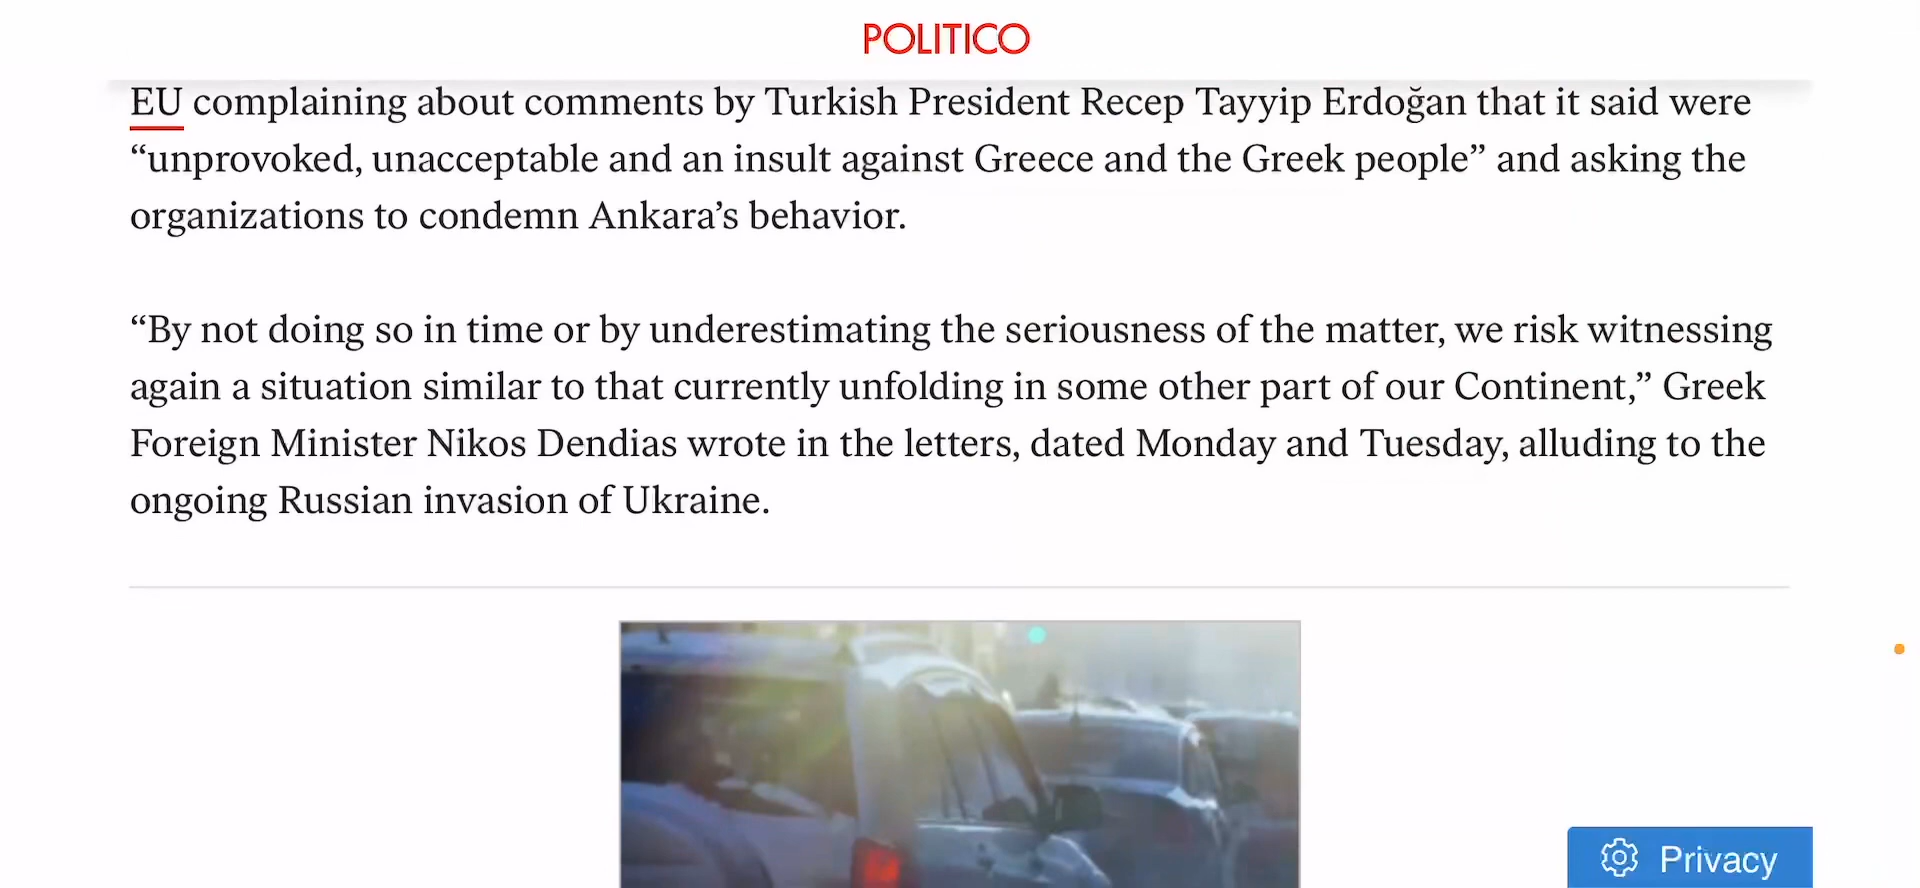 POLITICO
EU complaining about comments by Turkish President Recep Tayyip Erdoğan that it said were
“unprovoked, unacceptable and an insult against Greece and the Greek people” and asking the
organizations to condemn Ankara’s behavior.
“By not doing so in time or by underestimating the seriousness of the matter, we risk witnessing
again a situation similar to that currently unfolding in some other part of our Continent,” Greek
Foreign Minister Nikos Dendias wrote in the letters, dated Monday and Tuesday, alluding to the
ongoing Russian invasion of Ukraine.
Privacy